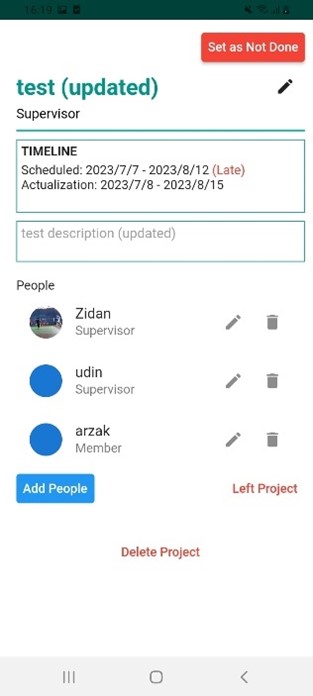 16:19
Set as Not Done
test (updated)
Supervisor
TIMELINE
Scheduled: 2023/7/7 - 2023/8/12 (Late)
Actualization: 2023/7/8 - 2023/8/15
test description (updated)
People
Zidan
Supervisor
udin
Supervisor
arzak
Member
Add People
Left Project
Delete Project